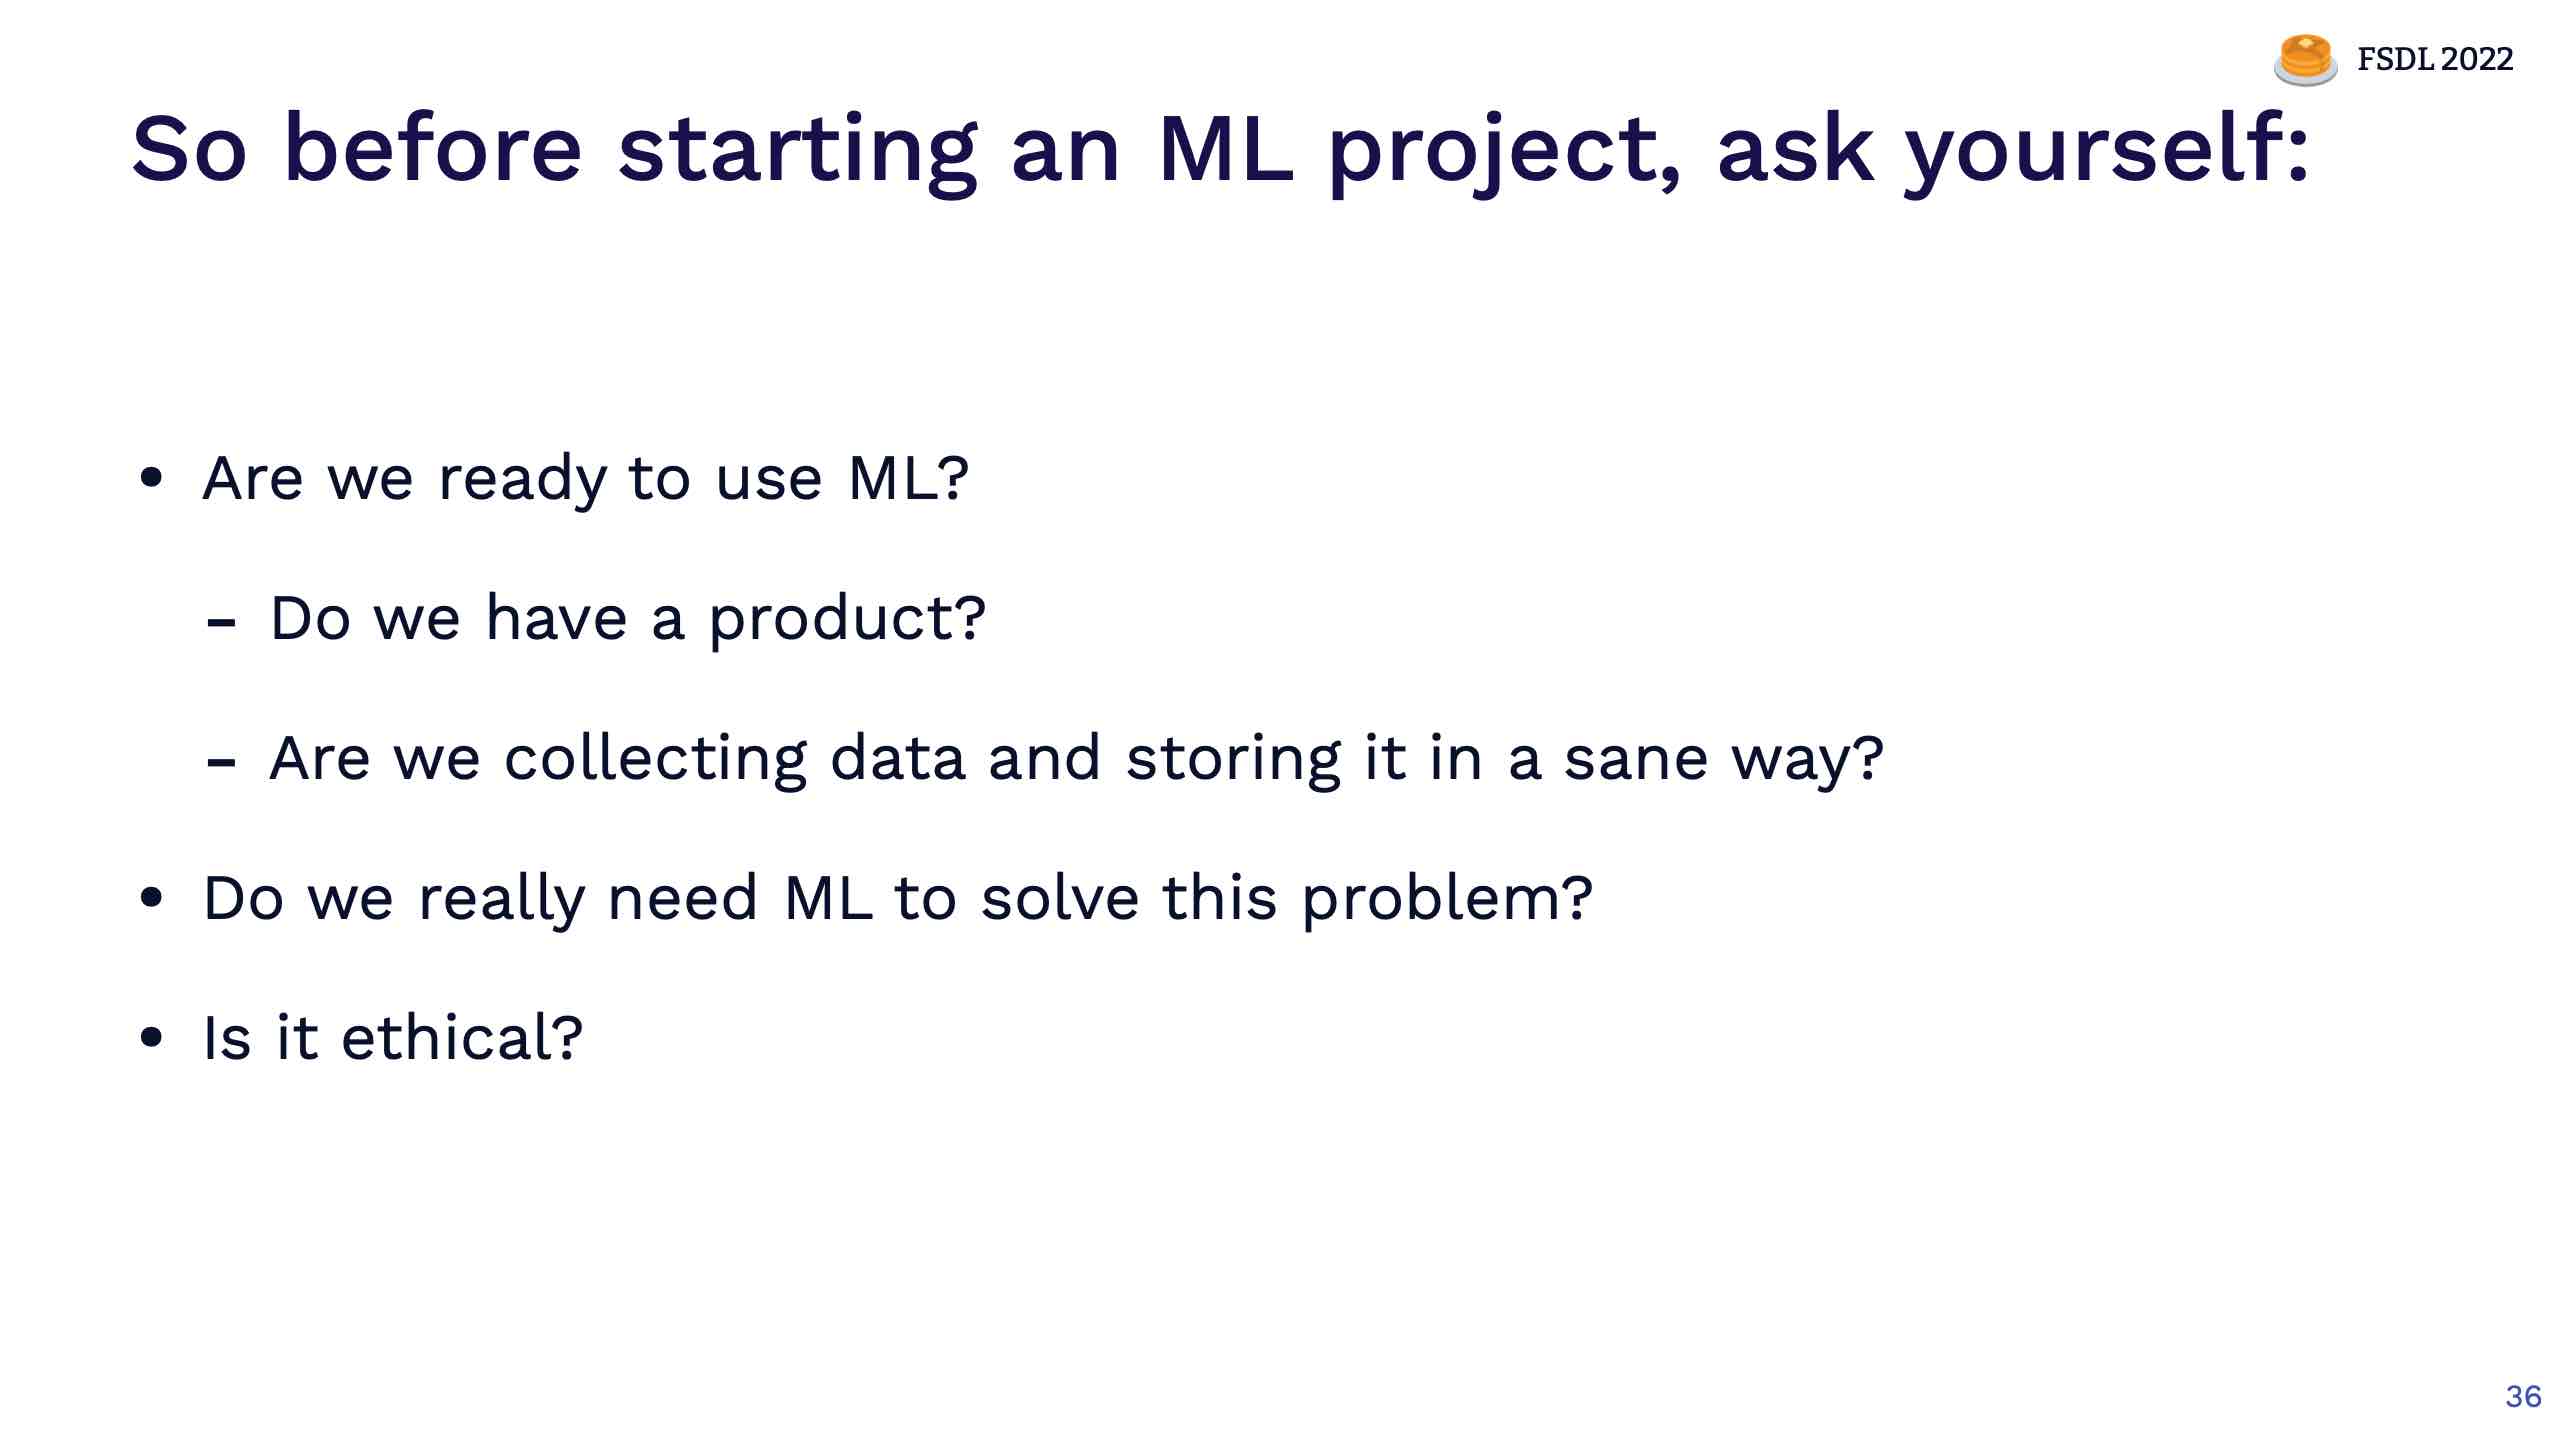 FSDL 2022
So before starting an ML project, ask yourself:
• Are we ready to use ML?
- Do we have a product?
- Are we collecting data and storing it in a sane way?
• Do we really need ML to solve this problem?
• Is it ethical?
36